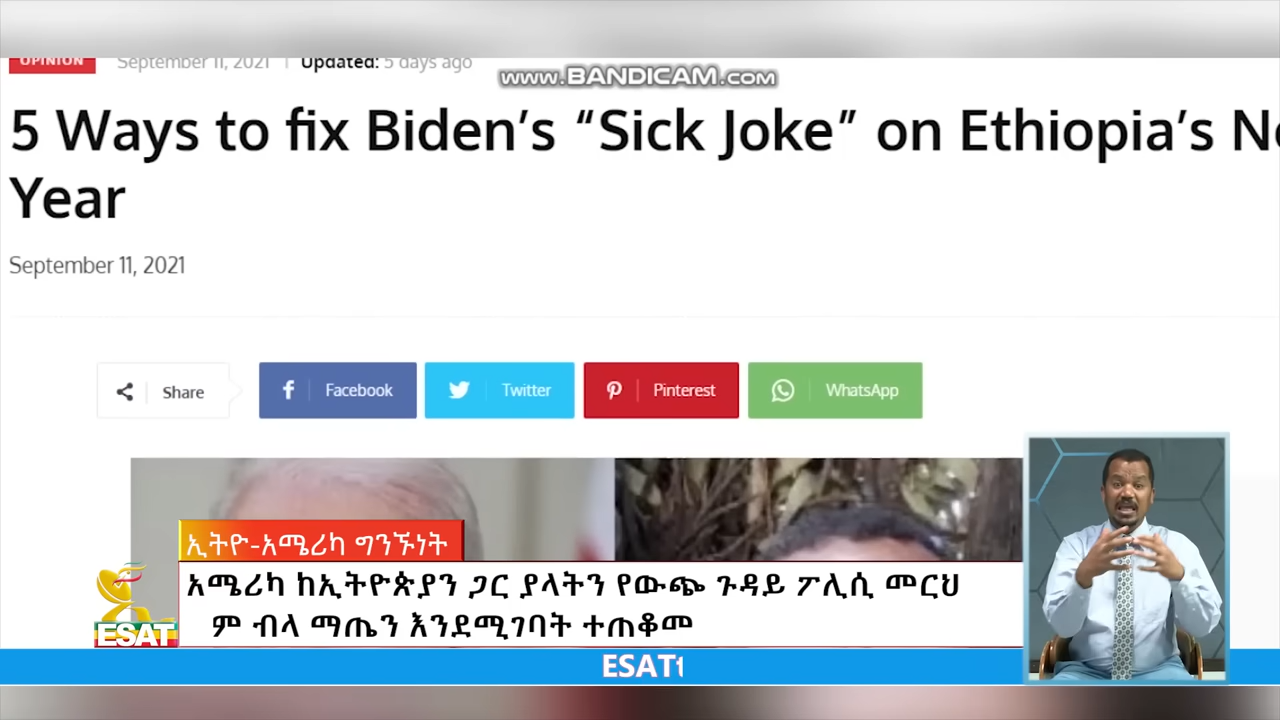 OPINION September 11, 2021 Updated: 5 days ago
www.BANDICAM.com
5 Ways to fix Biden's “Sick Joke” on Ethiopia's
Year
September 11, 2021
Share Facebook Twitter Pinterest WhatsApp
ኢትዮ-አሜሪካ ግንኙነት
አሜሪካ ከኢትዮጵያን ጋር ያላትን የውጭ ጉዳይ ፖሊሲ መርህ
ም ብላ ማጤን እንደሚገባት ተጠቆመ
ESAT
ESAT